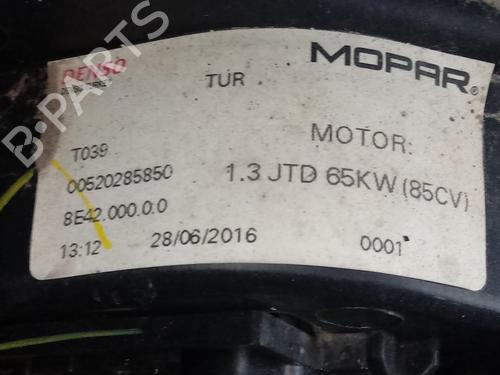 DENSO
TUR
MOPAR®
T039
MOTOR:
00520285850
1.3 JTD 65KW (85CV)
8E42.000.0.0
13:12 28/06/2016 0001
B-PARTS